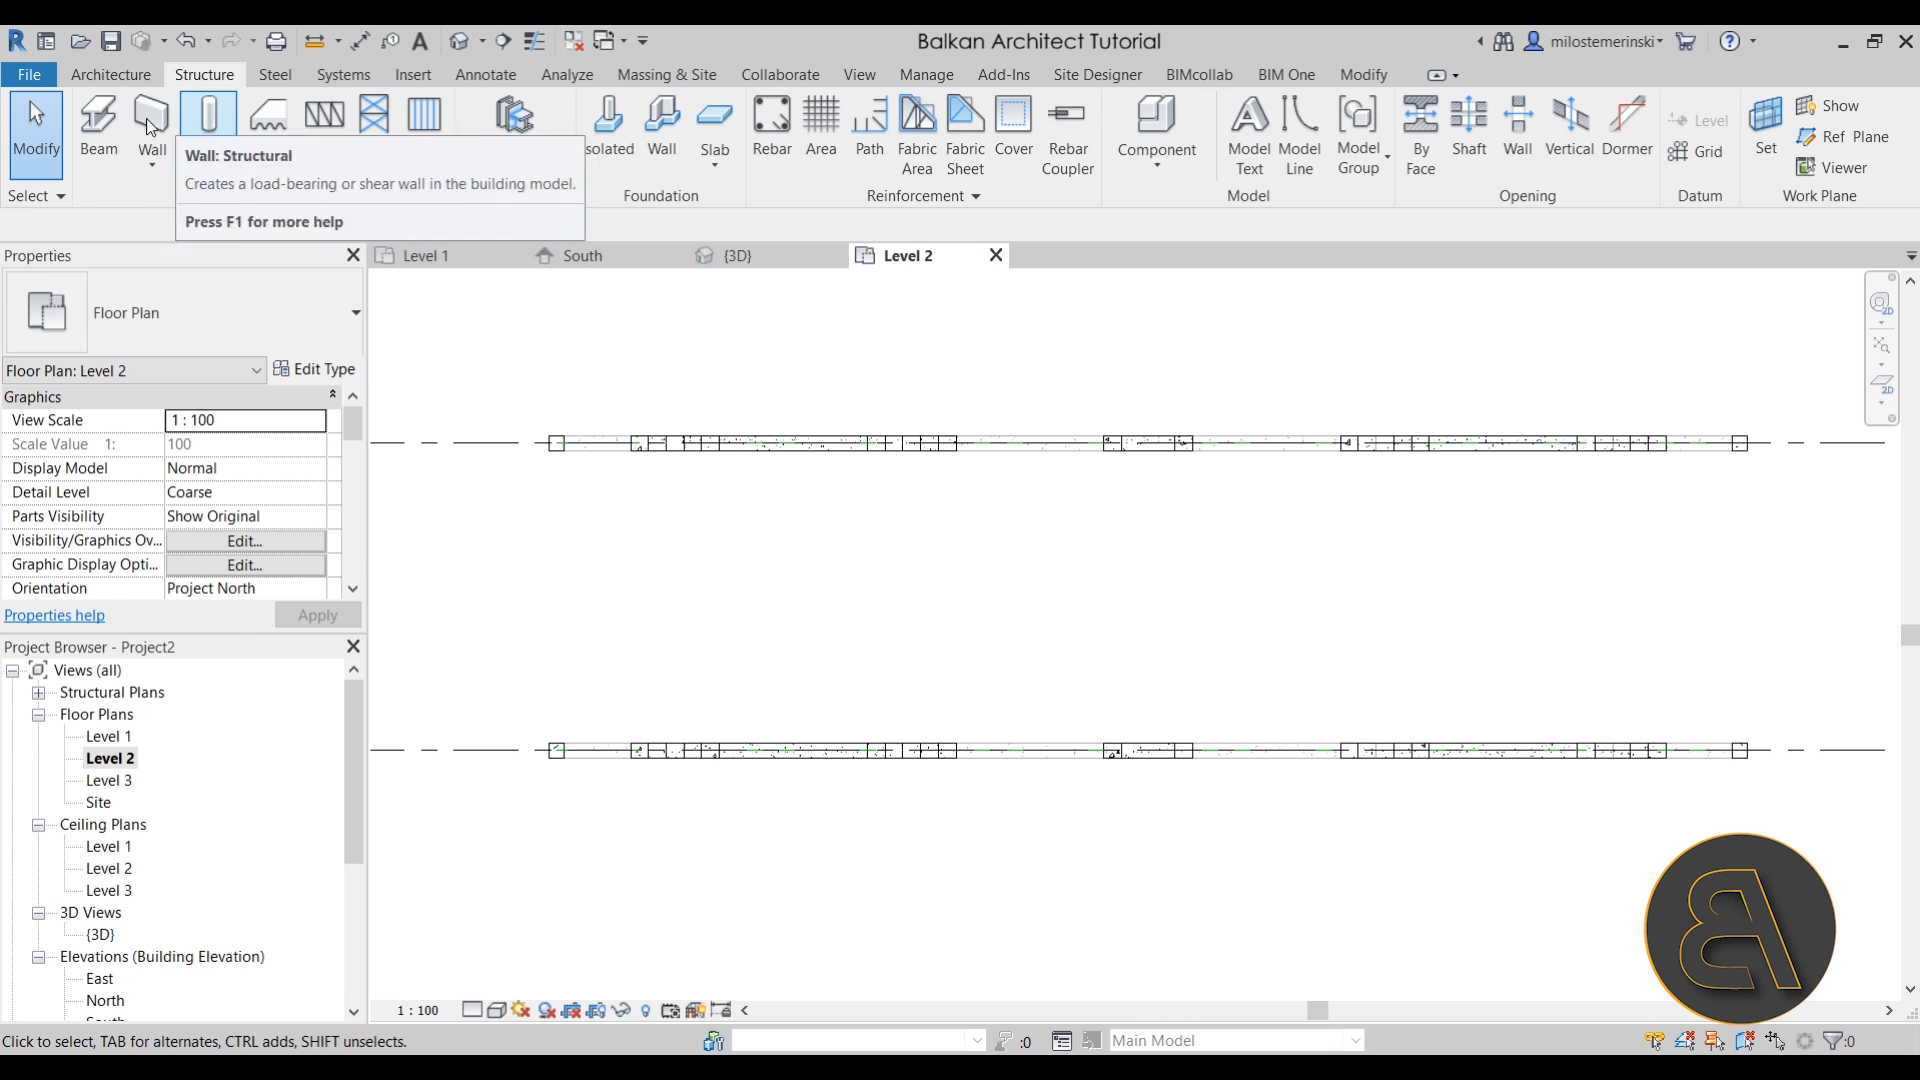 Balkan Architect Tutorial
milostemerinski
File Architecture Structure Steel Systems Insert Annotate Analyze Massing & Site Collaborate View Manage Add-Ins Site Designer BIMcollab BIM One Modify
Modify Beam Wall Isolated Wall Slab Rebar Area Path Fabric Area Fabric Sheet Cover Rebar Coupler Component Model Text Model Line Model Group By Face Shaft Wall Vertical Dormer Level Grid Set Show Ref Plane Viewer
Select Foundation Reinforcement Model Opening Datum Work Plane
Wall: Structural
Creates a load-bearing or shear wall in the building model.
Press F1 for more help
Properties
Level 1 South {3D} Level 2
Floor Plan
Floor Plan: Level 2 Edit Type
Graphics
View Scale 1 : 100
Scale Value 1: 100
Display Model Normal
Detail Level Coarse
Parts Visibility Show Original
Visibility/Graphics Ov... Edit...
Graphic Display Opti... Edit...
Orientation Project North
Properties help Apply
Project Browser - Project2
Views (all)
Structural Plans
Floor Plans
Level 1
Level 2
Level 3
Site
Ceiling Plans
Level 1
Level 2
Level 3
3D Views
{3D}
Elevations (Building Elevation)
East
North
1 : 100
Click to select, TAB for alternates, CTRL adds, SHIFT unselects. :0 Main Model :0